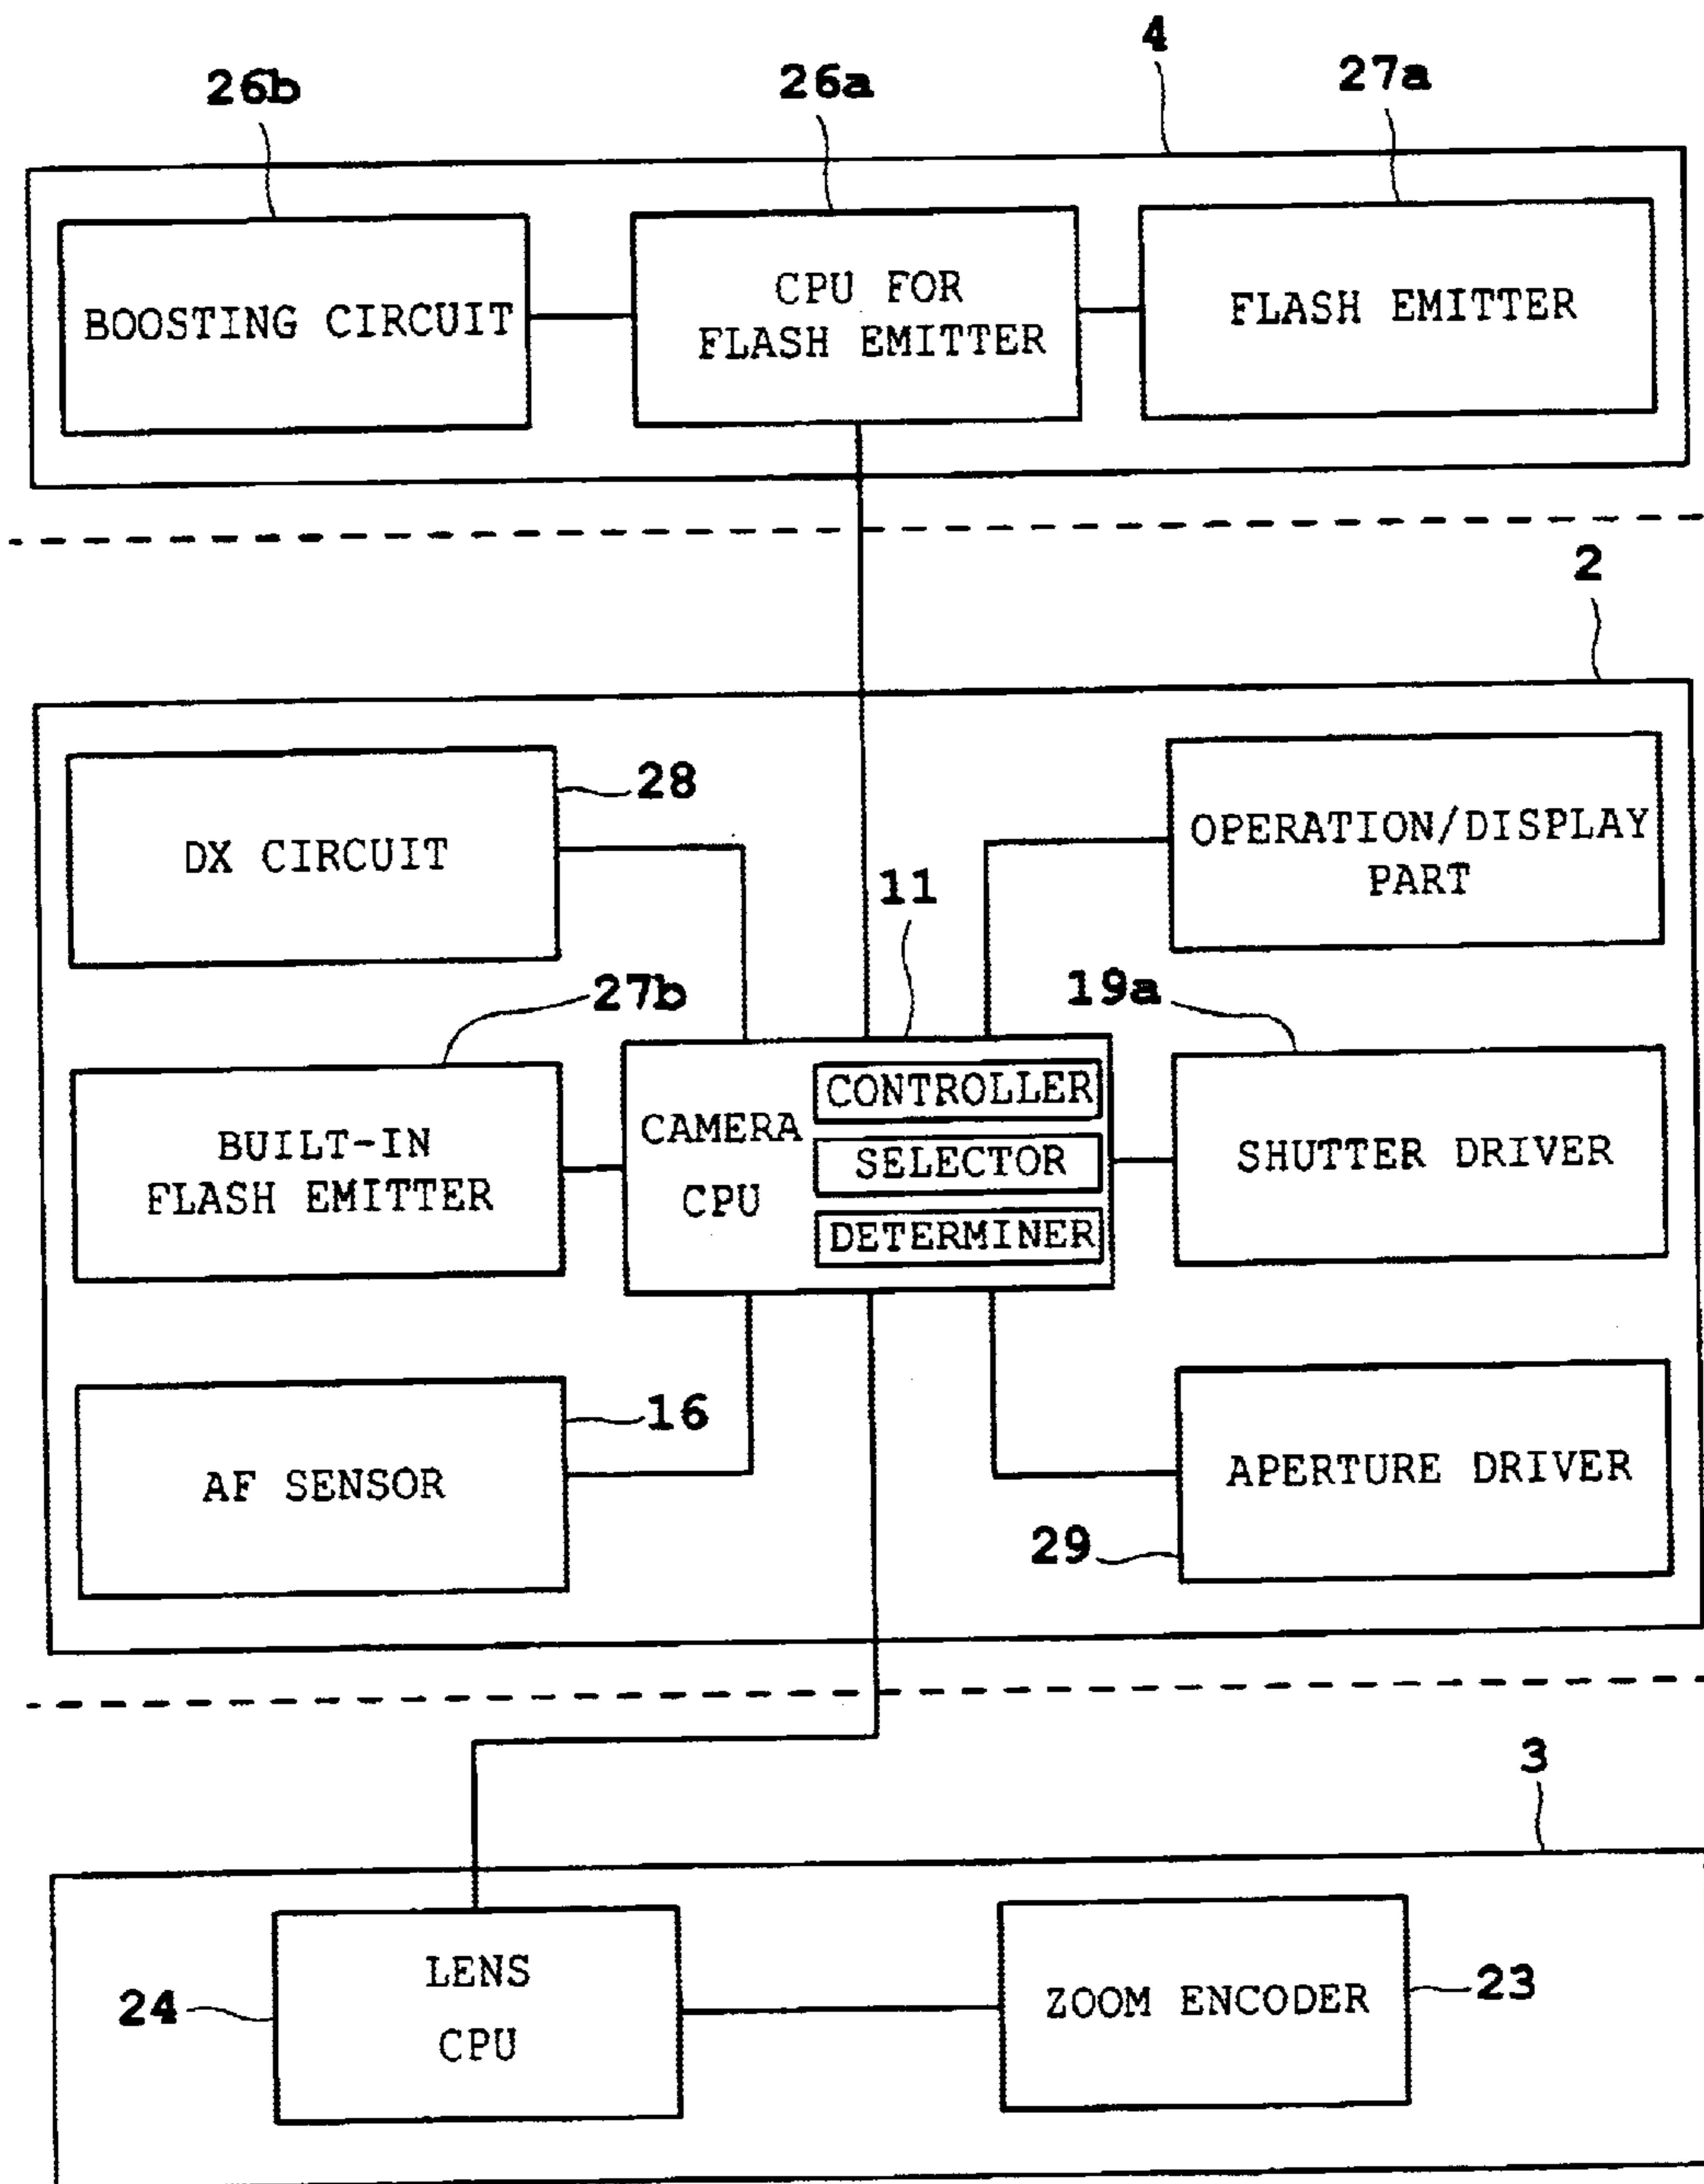 4
26b
26a
27a
BOOSTING CIRCUIT
CPU FOR
FLASH EMITTER
FLASH EMITTER
2
28
DX CIRCUIT
OPERATION/DISPLAY
PART
11
27b
19a
BUILT-IN
FLASH EMITTER
CAMERA
CPU
CONTROLLER
SELECTOR
DETERMINER
SHUTTER DRIVER
16
AF SENSOR
APERTURE DRIVER
29
3
LENS
CPU
24
ZOOM ENCODER
23